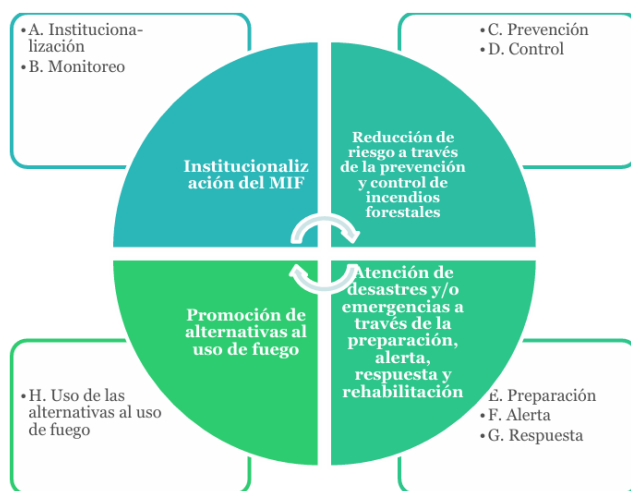 • A. Instituciona-
lización
• B. Monitoreo
• C. Prevención
• D. Control
Institucionaliz
ación del MIF
Reducción de
riesgo a través
de la prevención
y control de
incendios
forestales
Promoción de
alternativas al
uso de fuego
Atención de
desastres y/o
emergencias a
través de la
preparación,
alerta,
respuesta y
rehabilitación
• H. Uso de las
alternativas al uso
de fuego
E. Preparación
• F. Alerta
• G. Respuesta